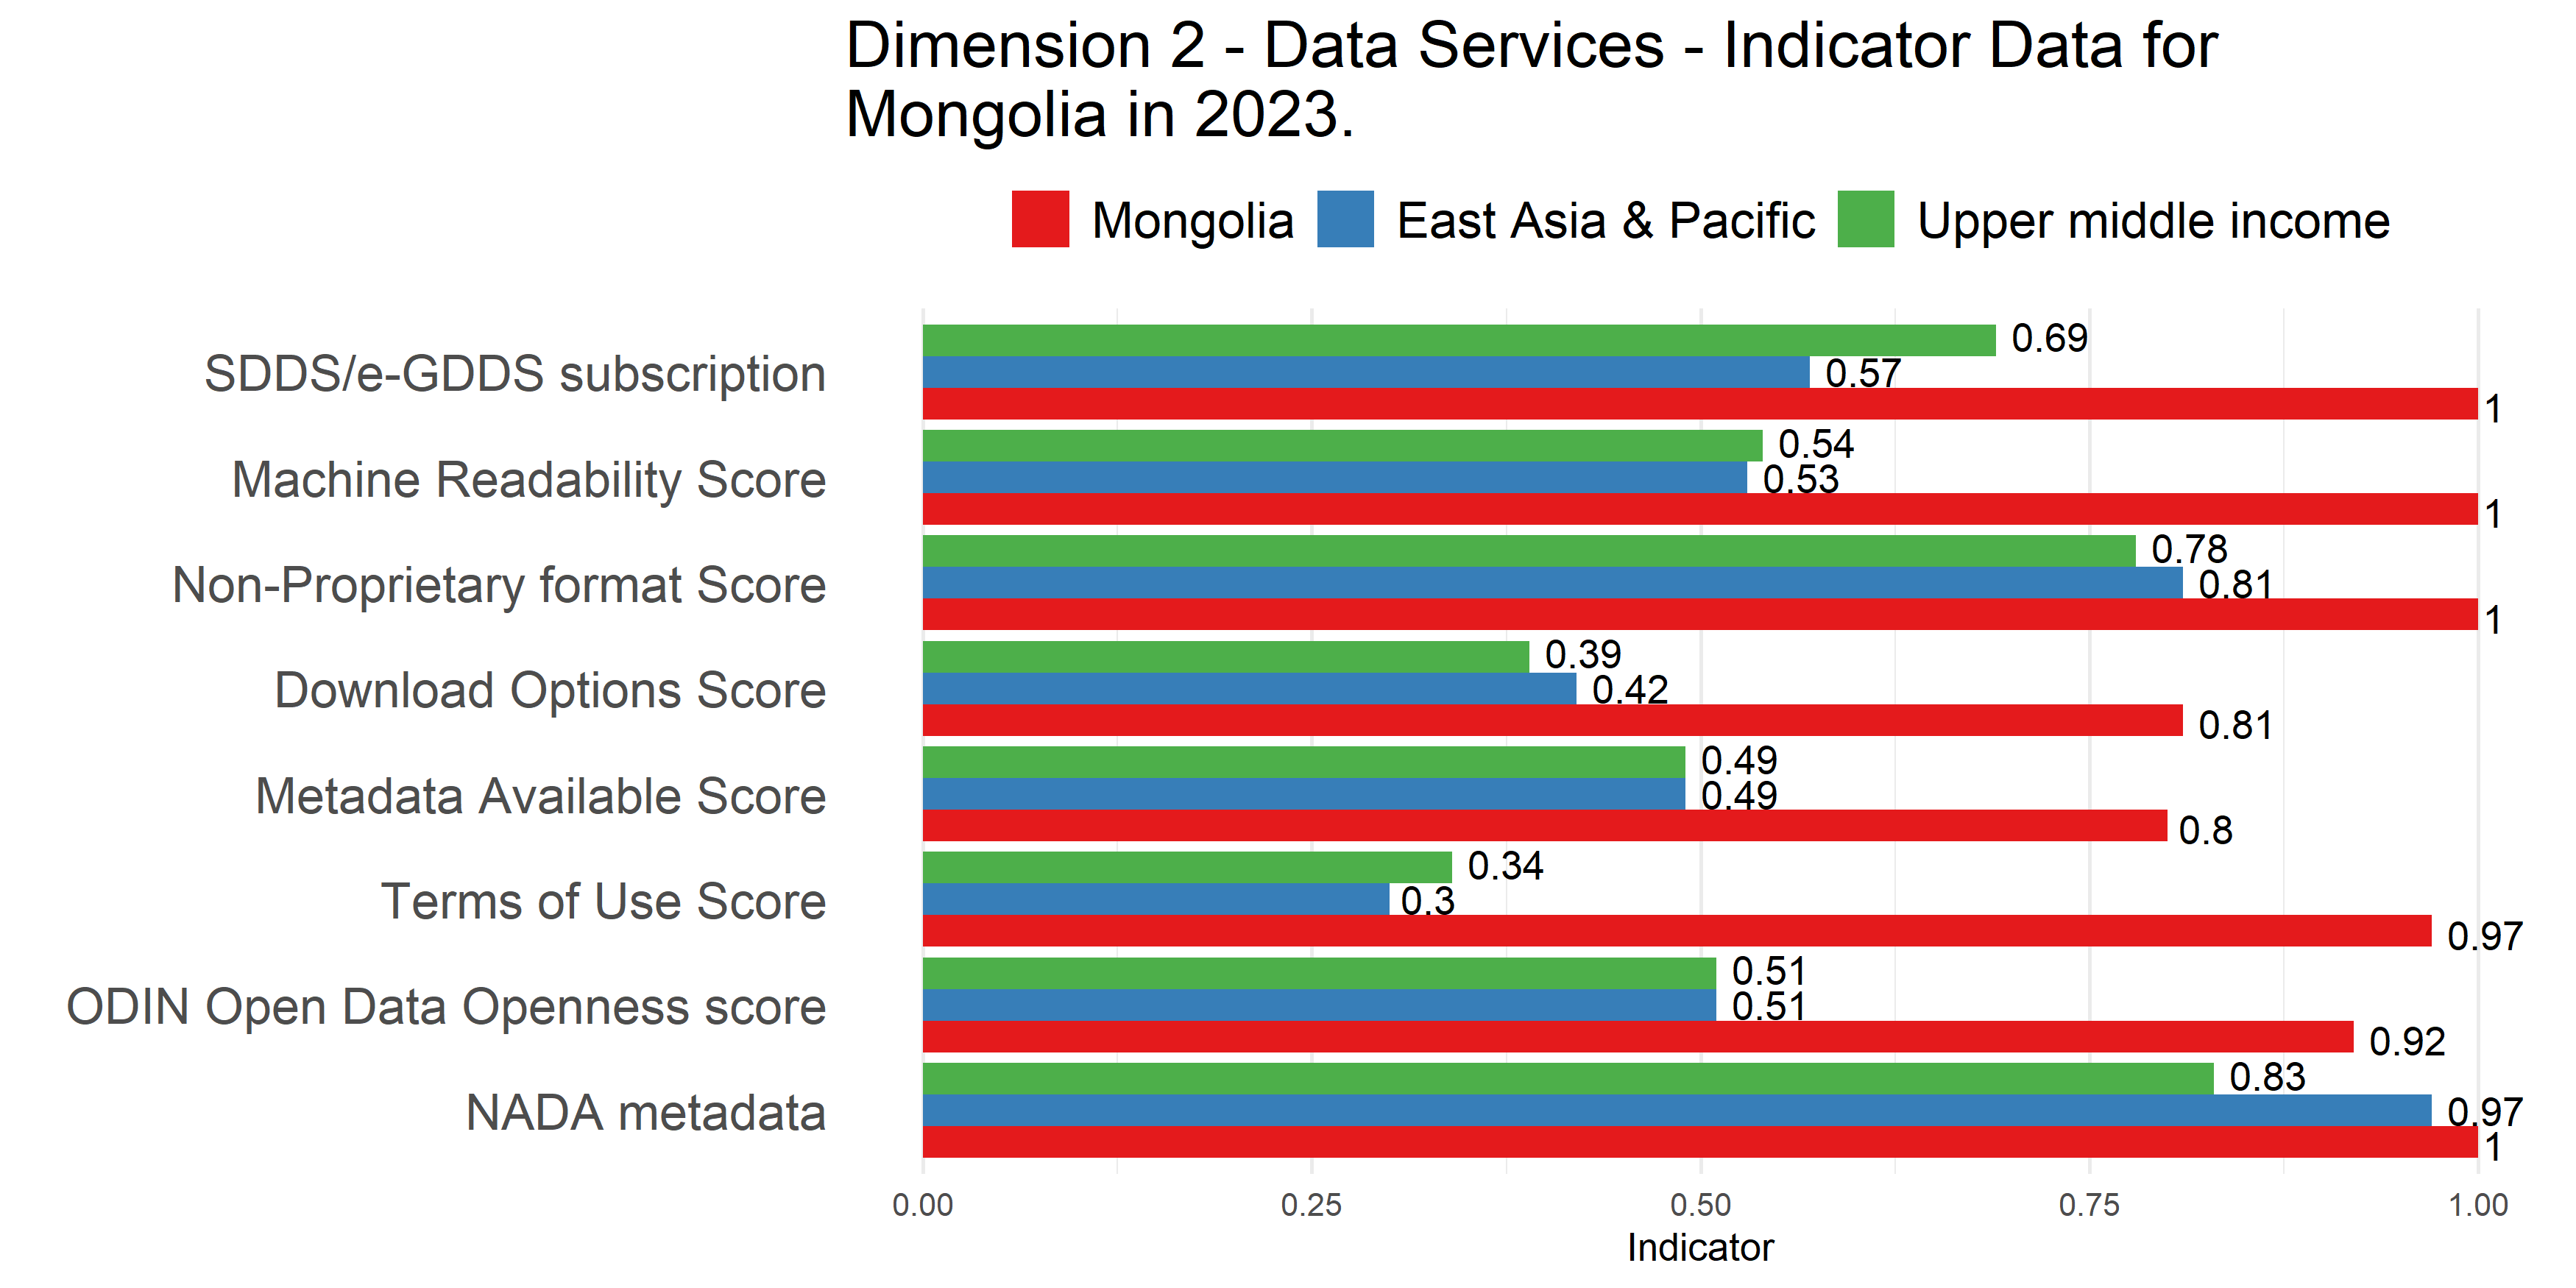 Dimension 2 - Data Services - Indicator Data for
Mongolia in 2023.
Mongolia East Asia & Pacific Upper middle income
SDDS/e-GDDS subscription
0.69
0.57
1
Machine Readability Score
0.54
0.53
1
Non-Proprietary format Score
0.78
0.81
1
Download Options Score
0.39
0.42
0.81
Metadata Available Score
0.49
0.49
0.8
Terms of Use Score
0.34
0.3
0.97
ODIN Open Data Openness score
0.51
0.51
0.92
NADA metadata
0.83
0.97
1
0.00 0.25 0.50 0.75 1.00
Indicator